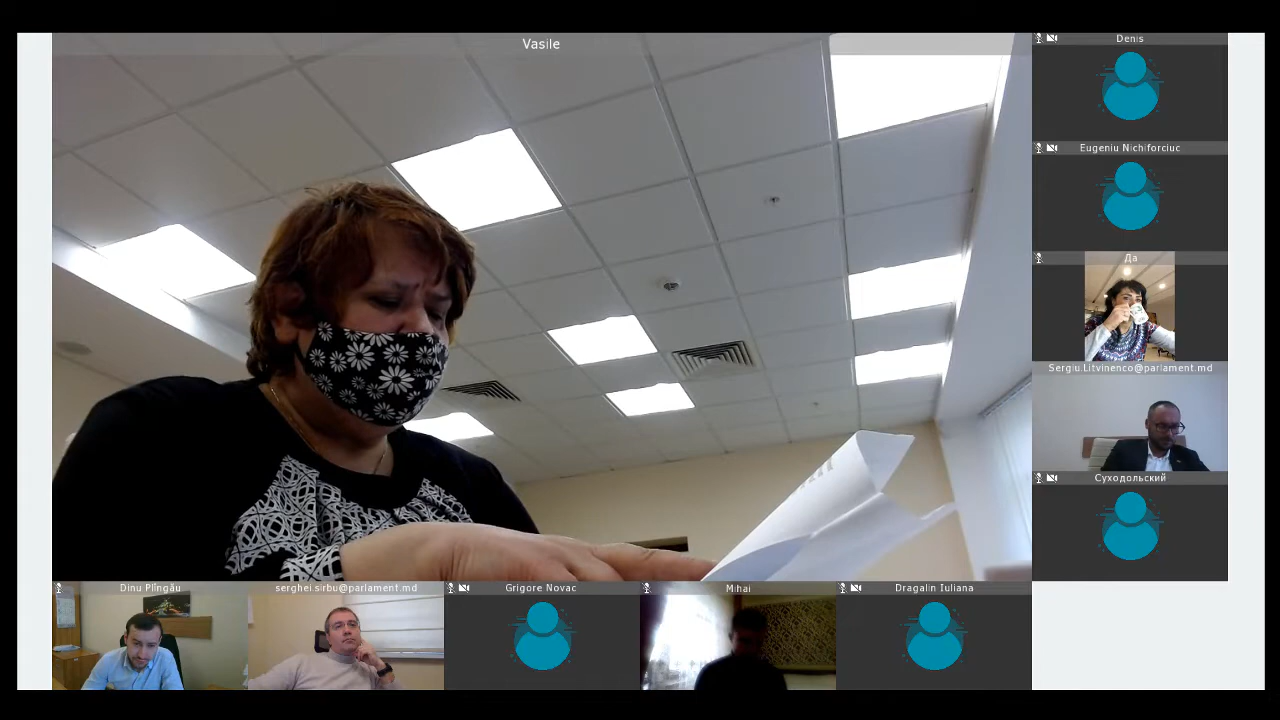 Vasile
Denis
Eugeniu Nichiforciuc
Да
Sergiu.Litvinenco@parlament.md
Суходольский
Dinu Plîngău
serghei.sirbu@parlament.md
Grigore Novac
Mihai
Dragalin Iuliana